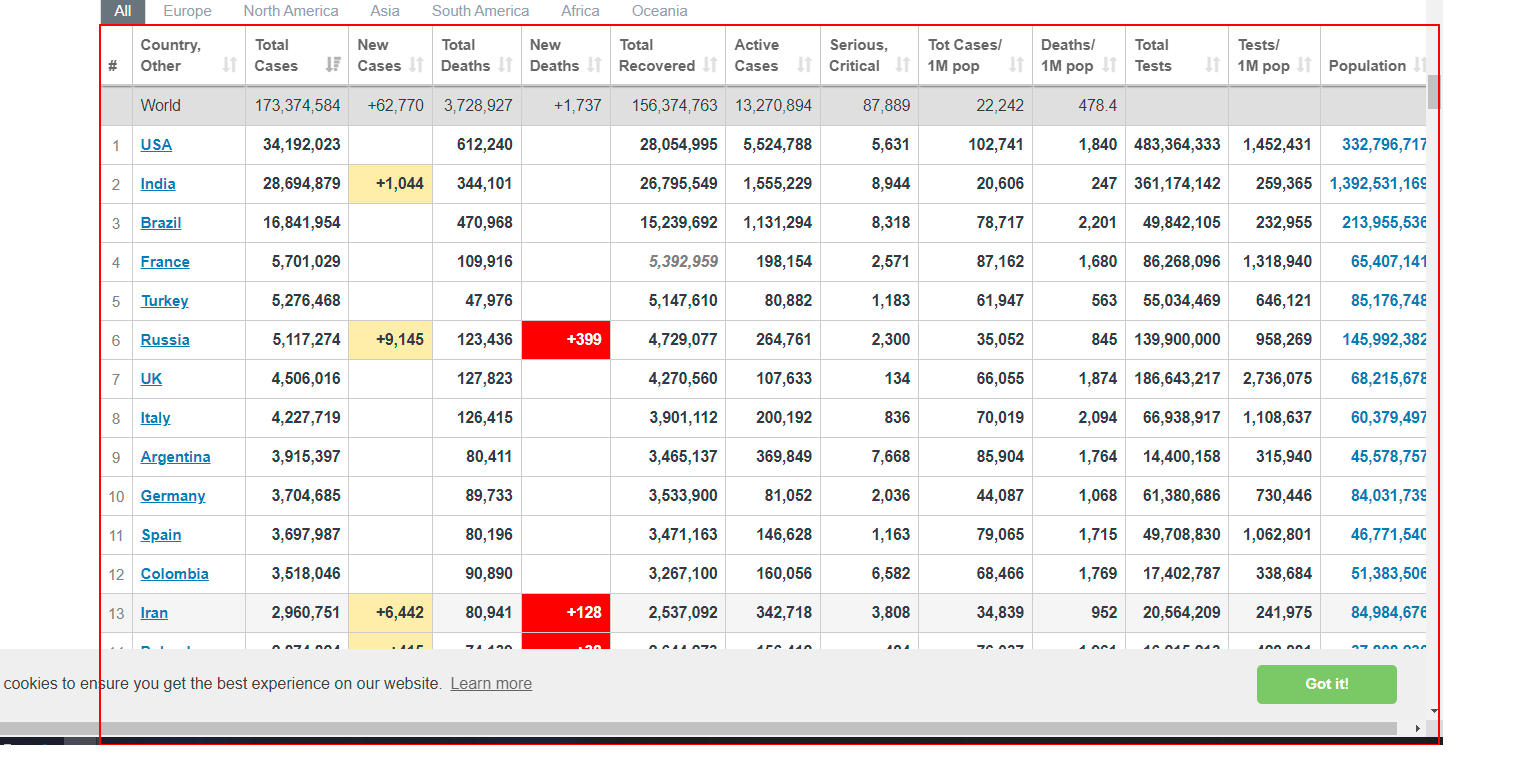 All Europe North America Asia South America Africa Oceania
# Country, Other Total Cases New Cases Total Deaths New Deaths Total Recovered Active Cases Serious, Critical Tot Cases/ 1M pop Deaths/ 1M pop Total Tests Tests/ 1M pop Population
World 173,374,584 +62,770 3,728,927 +1,737 156,374,763 13,270,894 87,889 22,242 478.4
1 USA 34,192,023 612,240 28,054,995 5,524,788 5,631 102,741 1,840 483,364,333 1,452,431 332,796,717
2 India 28,694,879 +1,044 344,101 26,795,549 1,555,229 8,944 20,606 247 361,174,142 259,365 1,392,531,169
3 Brazil 16,841,954 470,968 15,239,692 1,131,294 8,318 78,717 2,201 49,842,105 232,955 213,955,536
4 France 5,701,029 109,916 5,392,959 198,154 2,571 87,162 1,680 86,268,096 1,318,940 65,407,141
5 Turkey 5,276,468 47,976 5,147,610 80,882 1,183 61,947 563 55,034,469 646,121 85,176,748
6 Russia 5,117,274 +9,145 123,436 +399 4,729,077 264,761 2,300 35,052 845 139,900,000 958,269 145,992,382
7 UK 4,506,016 127,823 4,270,560 107,633 134 66,055 1,874 186,643,217 2,736,075 68,215,678
8 Italy 4,227,719 126,415 3,901,112 200,192 836 70,019 2,094 66,938,917 1,108,637 60,379,497
9 Argentina 3,915,397 80,411 3,465,137 369,849 7,668 85,904 1,764 14,400,158 315,940 45,578,757
10 Germany 3,704,685 89,733 3,533,900 81,052 2,036 44,087 1,068 61,380,686 730,446 84,031,739
11 Spain 3,697,987 80,196 3,471,163 146,628 1,163 79,065 1,715 49,708,830 1,062,801 46,771,540
12 Colombia 3,518,046 90,890 3,267,100 160,056 6,582 68,466 1,769 17,402,787 338,684 51,383,506
13 Iran 2,960,751 +6,442 80,941 +128 2,537,092 342,718 3,808 34,839 952 20,564,209 241,975 84,984,676
cookies to ensure you get the best experience on our website. Learn more Got it!